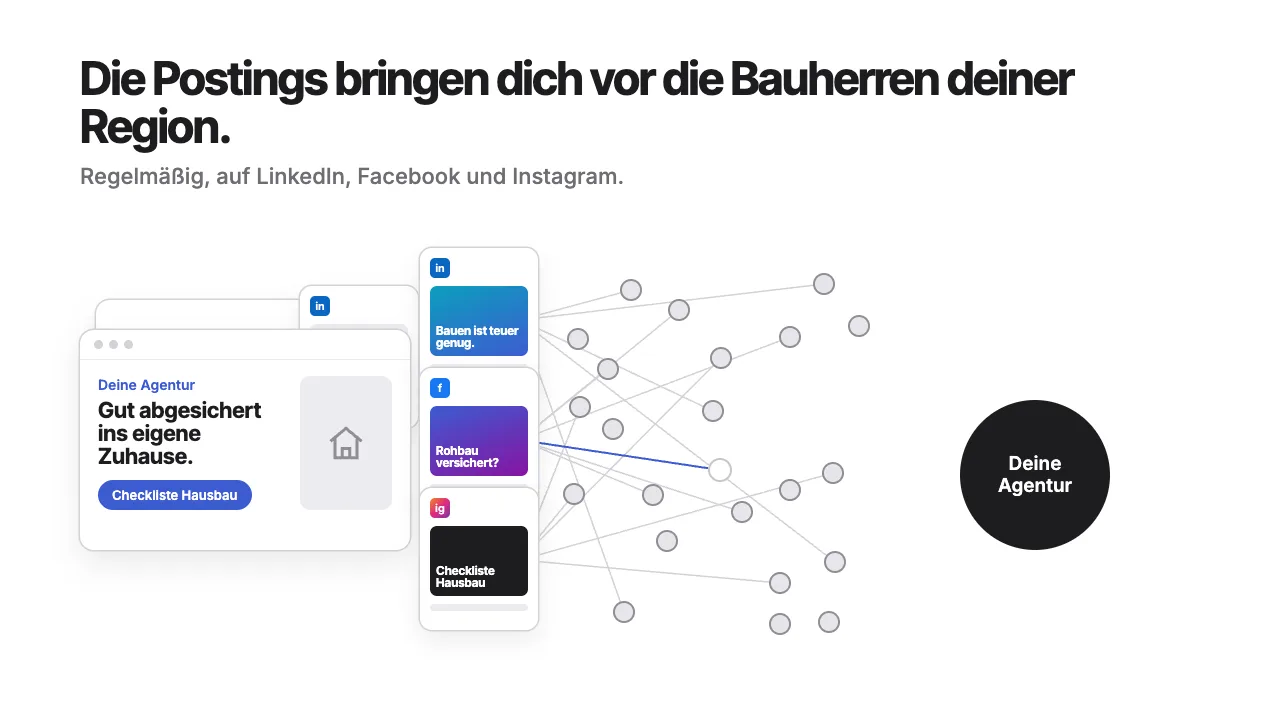 Die Postings bringen dich vor die Bauherren deiner
Region.
Regelmäßig, auf LinkedIn, Facebook und Instagram.
in
in
Bauen ist teuer
genug.
Deine Agentur
Gut abgesichert
ins eigene
Zuhause.
Checkliste Hausbau
f
Rohbau
versichert?
ig
Checkliste
Hausbau
Deine
Agentur